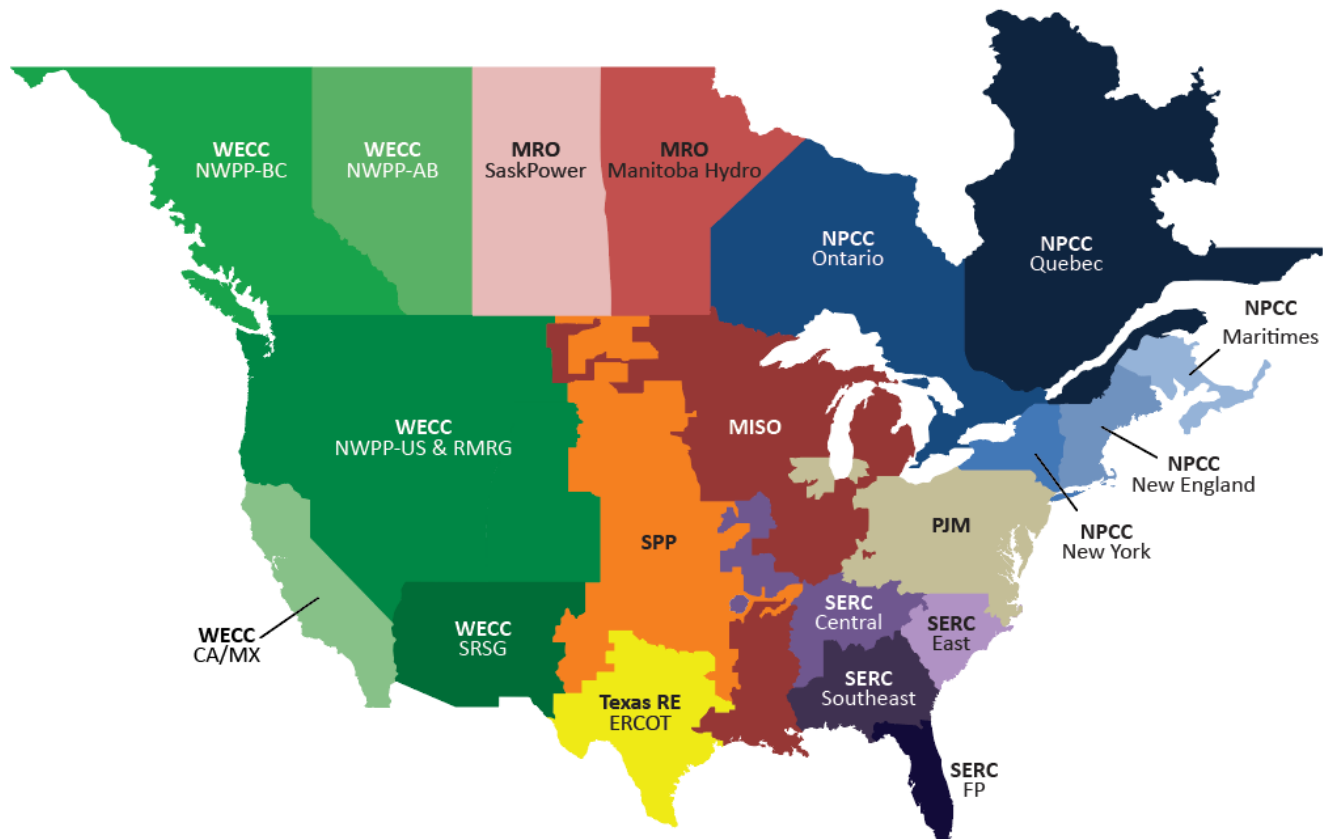 WECC
NWPP-BC
WECC
NWPP-AB
MRO
SaskPower
MRO
Manitoba Hydro
NPCC
Ontario
NPCC
Quebec
NPCC
Maritimes
WECC
NWPP-US & RMRG
MISO
NPCC
New England
SPP
PJM
NPCC
New York
WECC
CA/MX
WECC
SRSG
SERC
Central
SERC
East
SERC
Southeast
Texas RE
ERCOT
SERC
FP